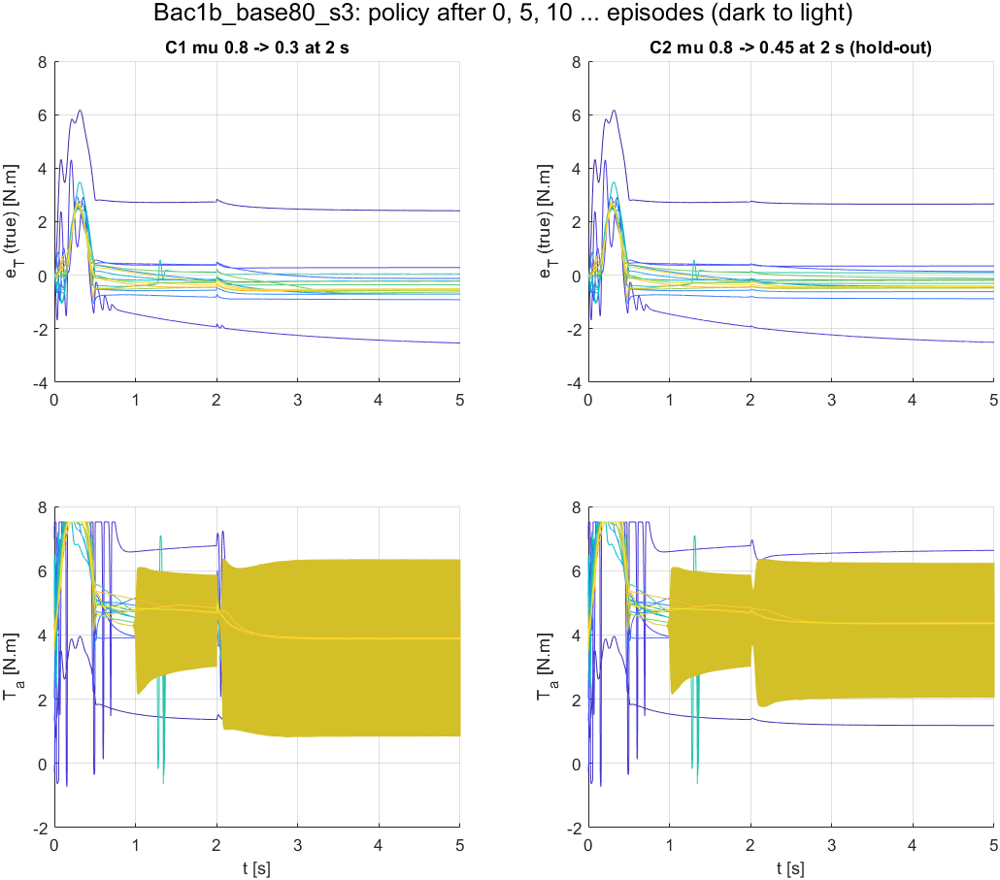 Bac1b_base80_s3: policy after 0, 5, 10 ... episodes (dark to light)
C1 mu 0.8 -> 0.3 at 2 s
8
6
4
2
0
-2
-4
e_T (true) [N.m]
0 1 2 3 4 5
C2 mu 0.8 -> 0.45 at 2 s (hold-out)
8
6
4
2
0
-2
-4
e_T (true) [N.m]
0 1 2 3 4 5
8
6
4
2
0
-2
T_a [N.m]
0 1 2 3 4 5
t [s]
8
6
4
2
0
-2
T_a [N.m]
0 1 2 3 4 5
t [s]